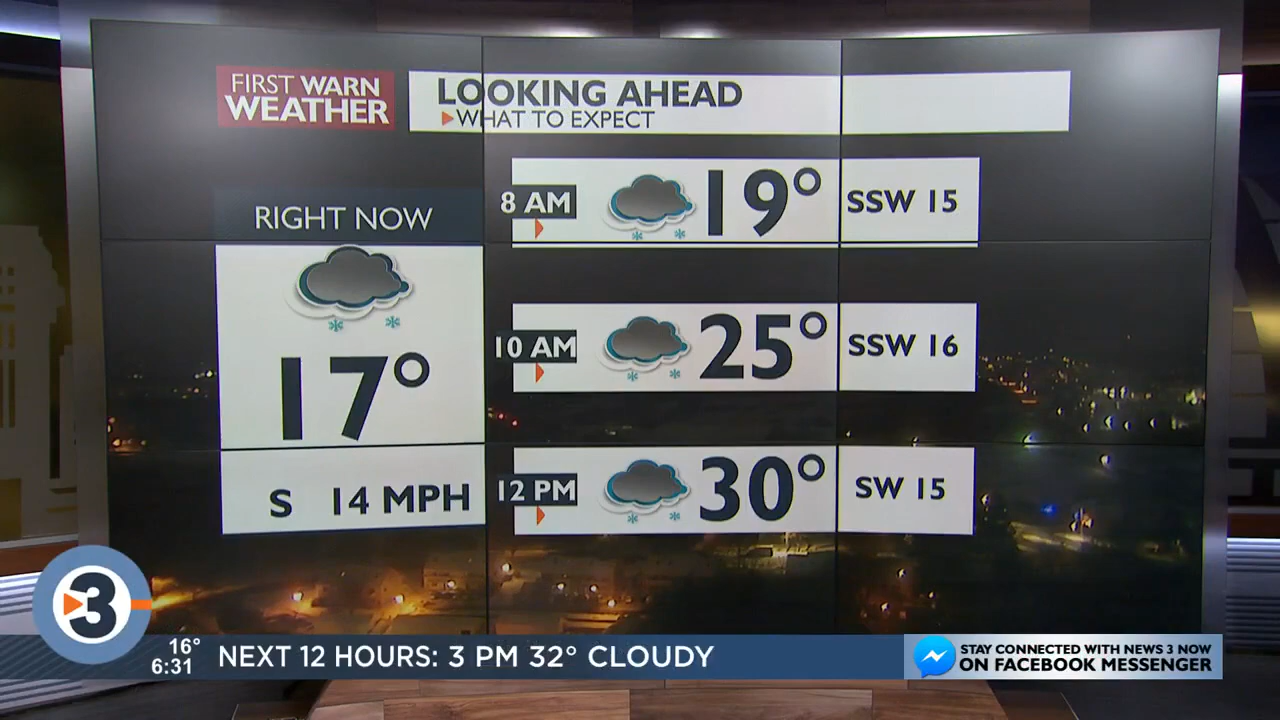 FIRST WARN
WEATHER
LOOKING AHEAD
WHAT TO EXPECT
RIGHT NOW
17°
S 14 MPH
8 AM 19° SSW 15
10 AM 25° SSW 16
12 PM 30° SW 15
3
16°
6:31
NEXT 12 HOURS: 3 PM 32° CLOUDY
STAY CONNECTED WITH NEWS 3 NOW
ON FACEBOOK MESSENGER